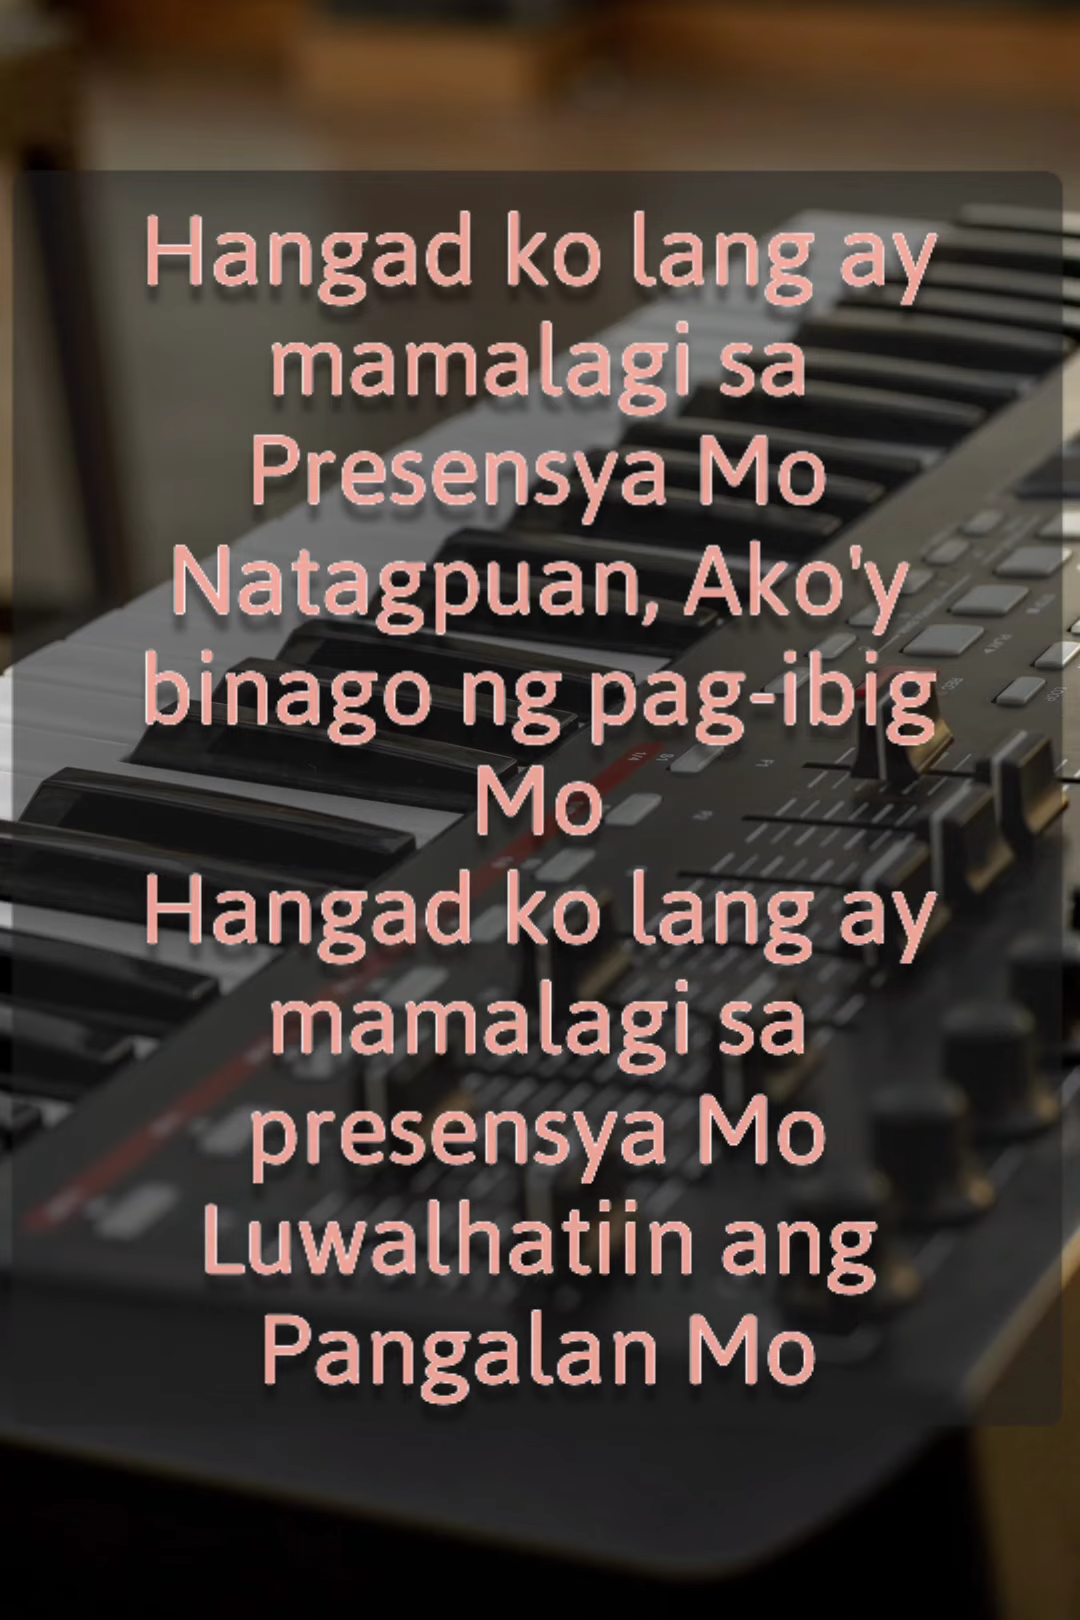 Hangad ko lang ay
mamalagi sa
Presensya Mo
Natagpuan, Ako'y
binago ng pag-ibig
Mo
Hangad ko lang ay
mamalagi sa
presensya Mo
Luwalhatiin ang
Pangalan Mo